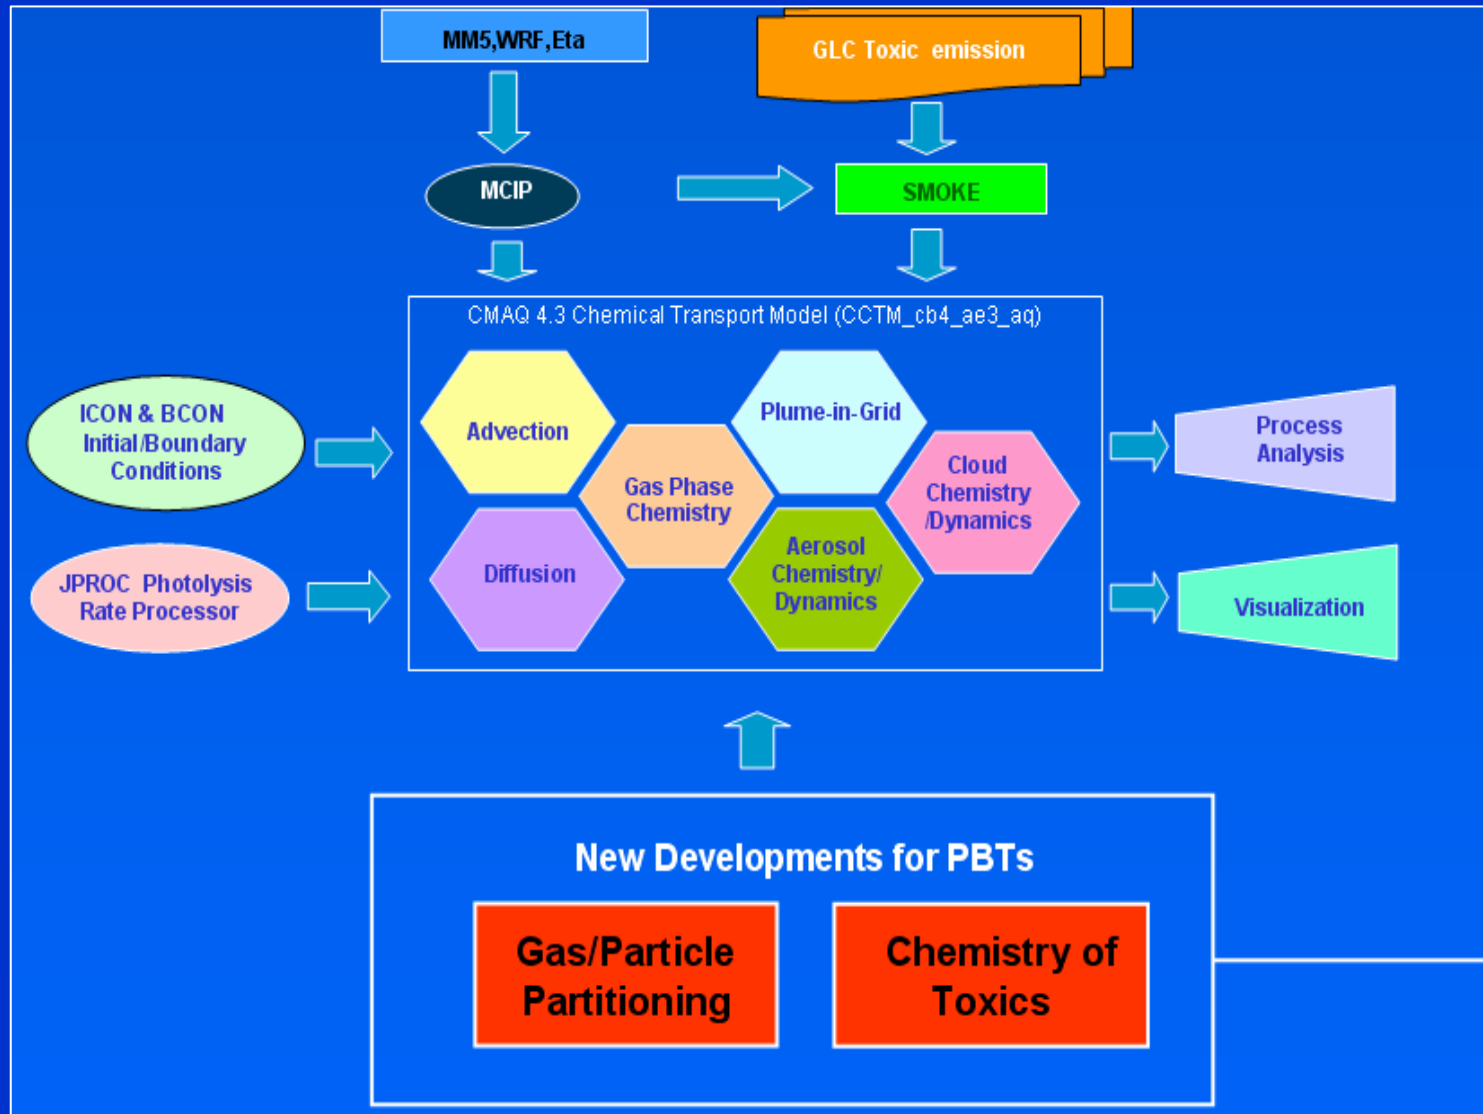 MM5,WRF,Eta
GLC Toxic emission
MCIP
SMOKE
CMAQ 4.3 Chemical Transport Model (CCTM_cb4_ae3_aq)
ICON & BCON
Initial/Boundary
Conditions
Advection
Plume-in-Grid
Gas Phase
Chemistry
Cloud
Chemistry
/Dynamics
Process
Analysis
JPROC Photolysis
Rate Processor
Diffusion
Aerosol
Chemistry/
Dynamics
Visualization
New Developments for PBTs
Gas/Particle
Partitioning
Chemistry of
Toxics